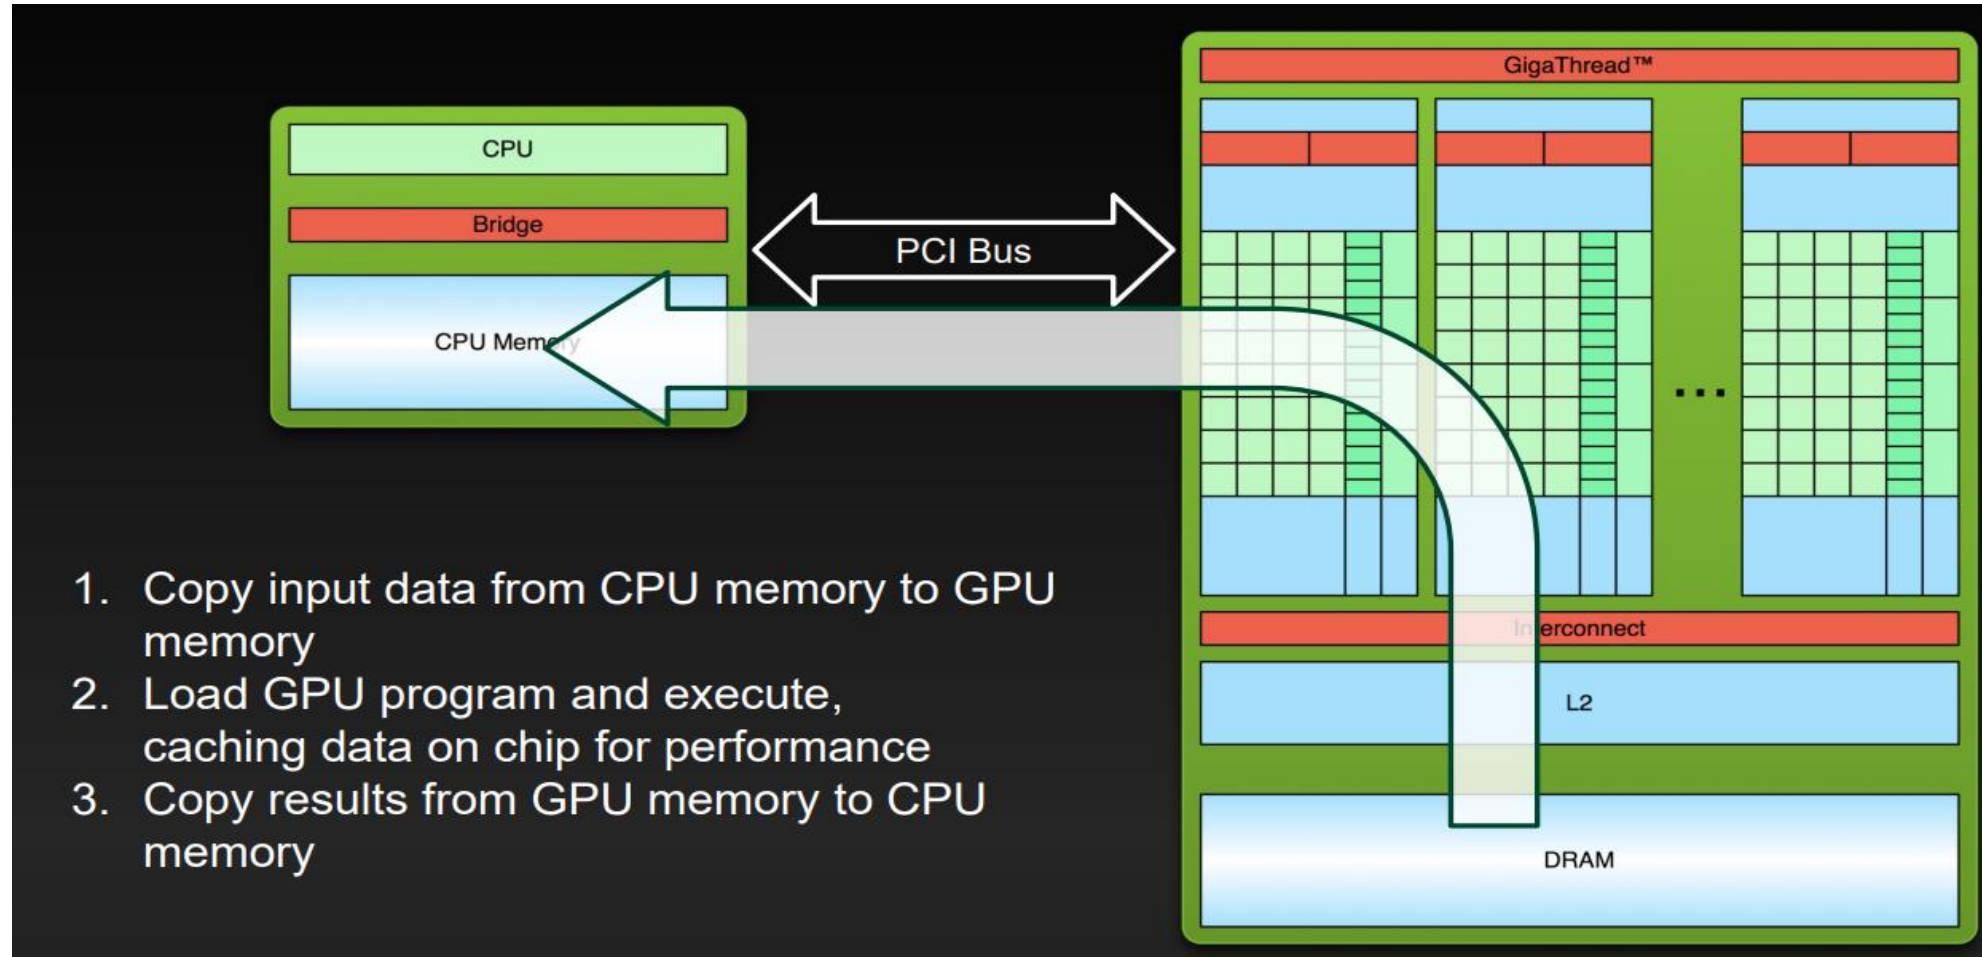 GigaThread™
CPU
Bridge
PCI Bus
CPU Memory
1. Copy input data from CPU memory to GPU
memory
2. Load GPU program and execute,
caching data on chip for performance
3. Copy results from GPU memory to CPU
memory
...
Interconnect
L2
DRAM